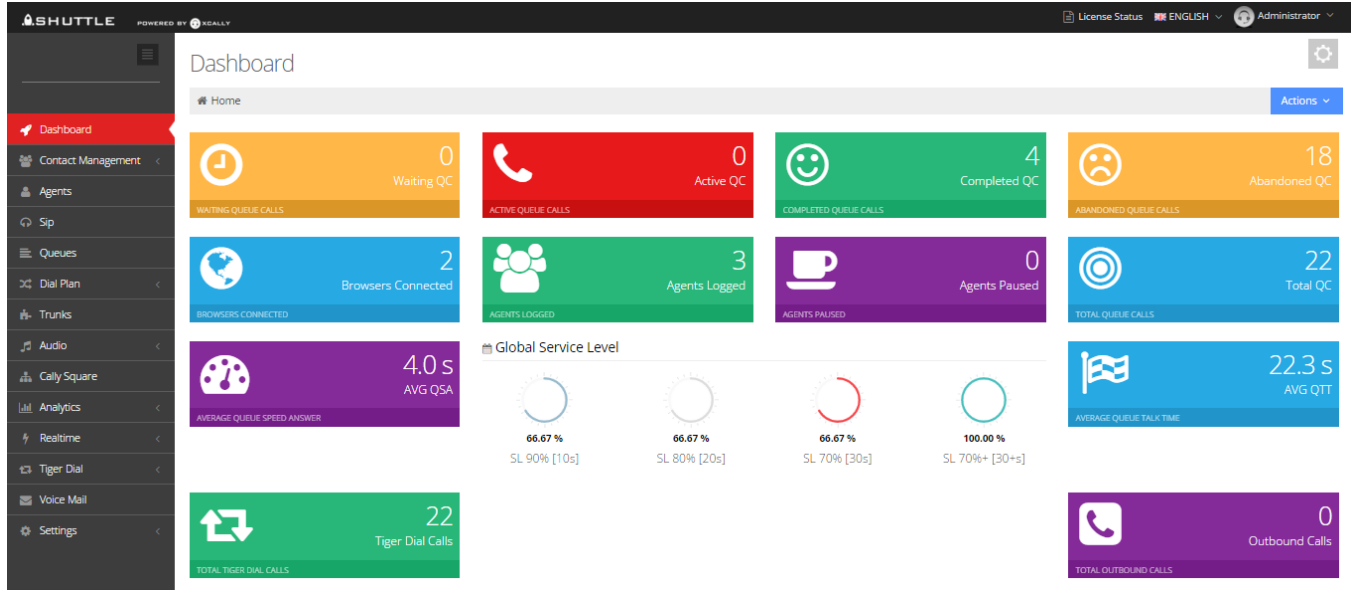 SHUTTLE POWERED BY XCALLY
License Status ENGLISH Administrator
Dashboard
Home
Actions
Dashboard
Contact Management
Agents
Sip
Queues
Dial Plan
Trunks
Audio
Cally Square
Analytics
Realtime
Tiger Dial
Voice Mail
Settings
0
Waiting QC
WAITING QUEUE CALLS
0
Active QC
ACTIVE QUEUE CALLS
4
Completed QC
COMPLETED QUEUE CALLS
18
Abandoned QC
ABANDONED QUEUE CALLS
2
Browsers Connected
BROWSERS CONNECTED
3
Agents Logged
AGENTS LOGGED
0
Agents Paused
AGENTS PAUSED
22
Total QC
TOTAL QUEUE CALLS
4.0 s
AVG QSA
AVERAGE QUEUE SPEED ANSWER
Global Service Level
66.67 %
SL 90% [10s]
66.67 %
SL 80% [20s]
66.67 %
SL 70% [30s]
100.00 %
SL 70%+ [30+s]
22.3 s
AVG QTT
AVERAGE QUEUE TALK TIME
22
Tiger Dial Calls
TOTAL TIGER DIAL CALLS
0
Outbound Calls
TOTAL OUTBOUND CALLS